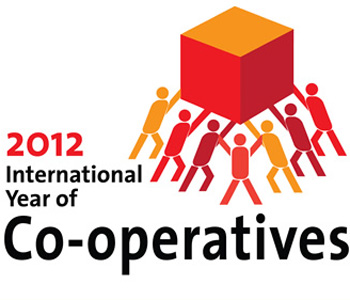 2012
International
Year of
Co-operatives